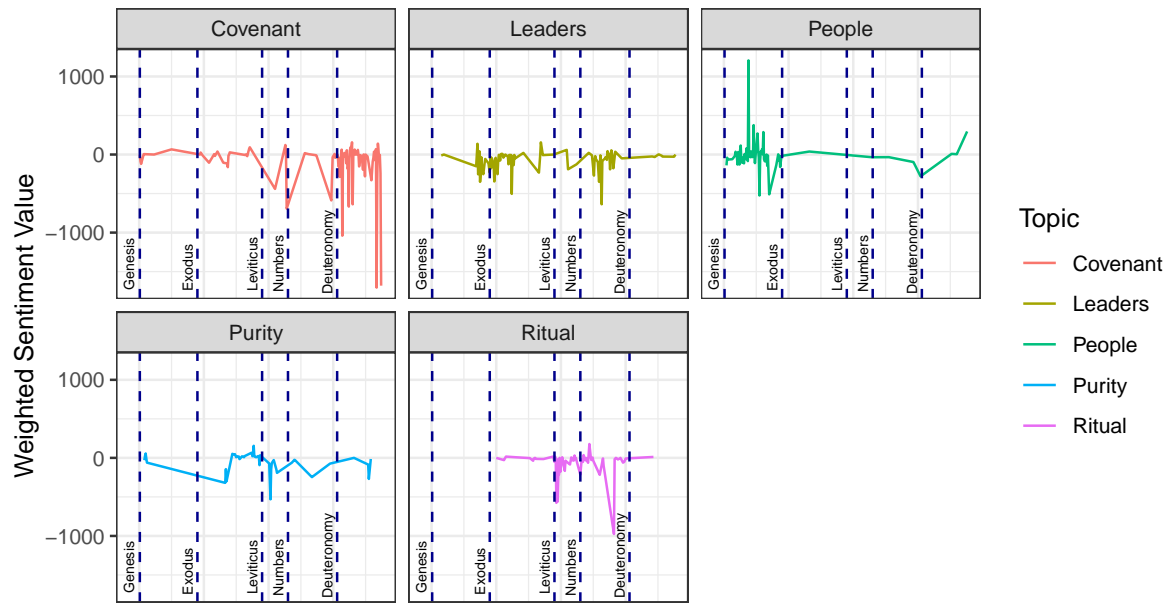 Covenant
Leaders
People
Weighted Sentiment Value
1000
0
−1000
Genesis
Exodus
Leviticus
Numbers
Deuteronomy
Genesis
Exodus
Leviticus
Numbers
Deuteronomy
Genesis
Exodus
Leviticus
Numbers
Deuteronomy
Purity
Ritual
1000
0
−1000
Genesis
Exodus
Leviticus
Numbers
Deuteronomy
Genesis
Exodus
Leviticus
Numbers
Deuteronomy
Topic
Covenant
Leaders
People
Purity
Ritual